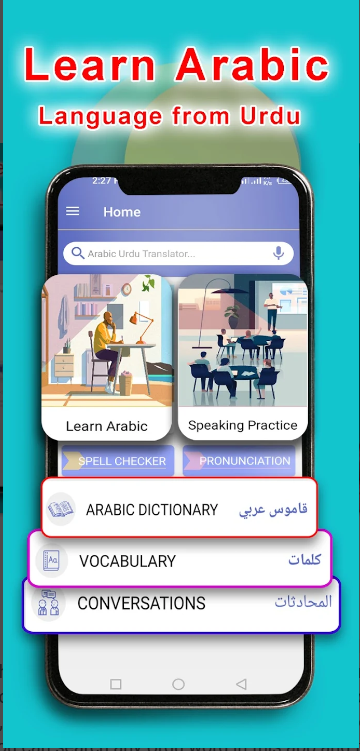 Learn Arabic
Language from Urdu
2:27
Home
Arabic Urdu Translator...
Learn Arabic
Speaking Practice
SPELL CHECKER
PRONUNCIATION
ARABIC DICTIONARY قاموس عربي
VOCABULARY كلمات
Aa
CONVERSATIONS المحادثات